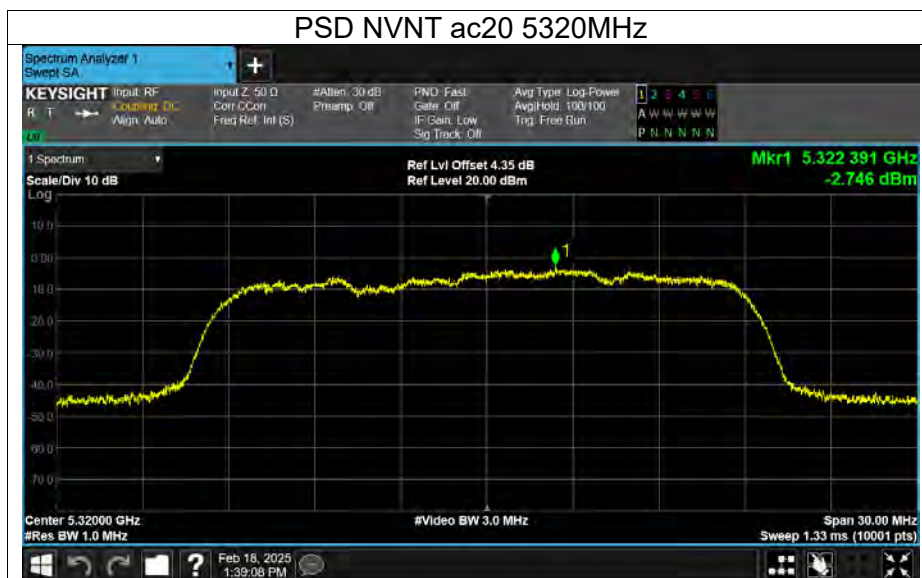 PSD NVNT ac20 5320MHz
Spectrum Analyzer 1
Swept SA
+
KEYSIGHT Input: RF
R T
Coupling: DC
Align: Auto
Input Z: 50 Ω
Corr CCorr
Freq Ref: Int (S)
#Atten: 30 dB
Preamp: Off
PNO: Fast
Gate: Off
IF Gain: Low
Sig Track: Off
Avg Type: Log-Power
Avg|Hold: 100/100
Trig: Free Run
1 2 3 4 5 6
A W W W W W
P N N N N N
1 Spectrum
Scale/Div 10 dB
Log
Ref Lvl Offset 4.35 dB
Ref Level 20.00 dBm
Mkr1 5.322 391 GHz
-2.746 dBm
10.0
0.00
-10.0
-20.0
-30.0
-40.0
-50.0
-60.0
-70.0
1
Center 5.32000 GHz
#Res BW 1.0 MHz
#Video BW 3.0 MHz
Span 30.00 MHz
Sweep 1.33 ms (10001 pts)
?
Feb 18, 2025
1:39:08 PM